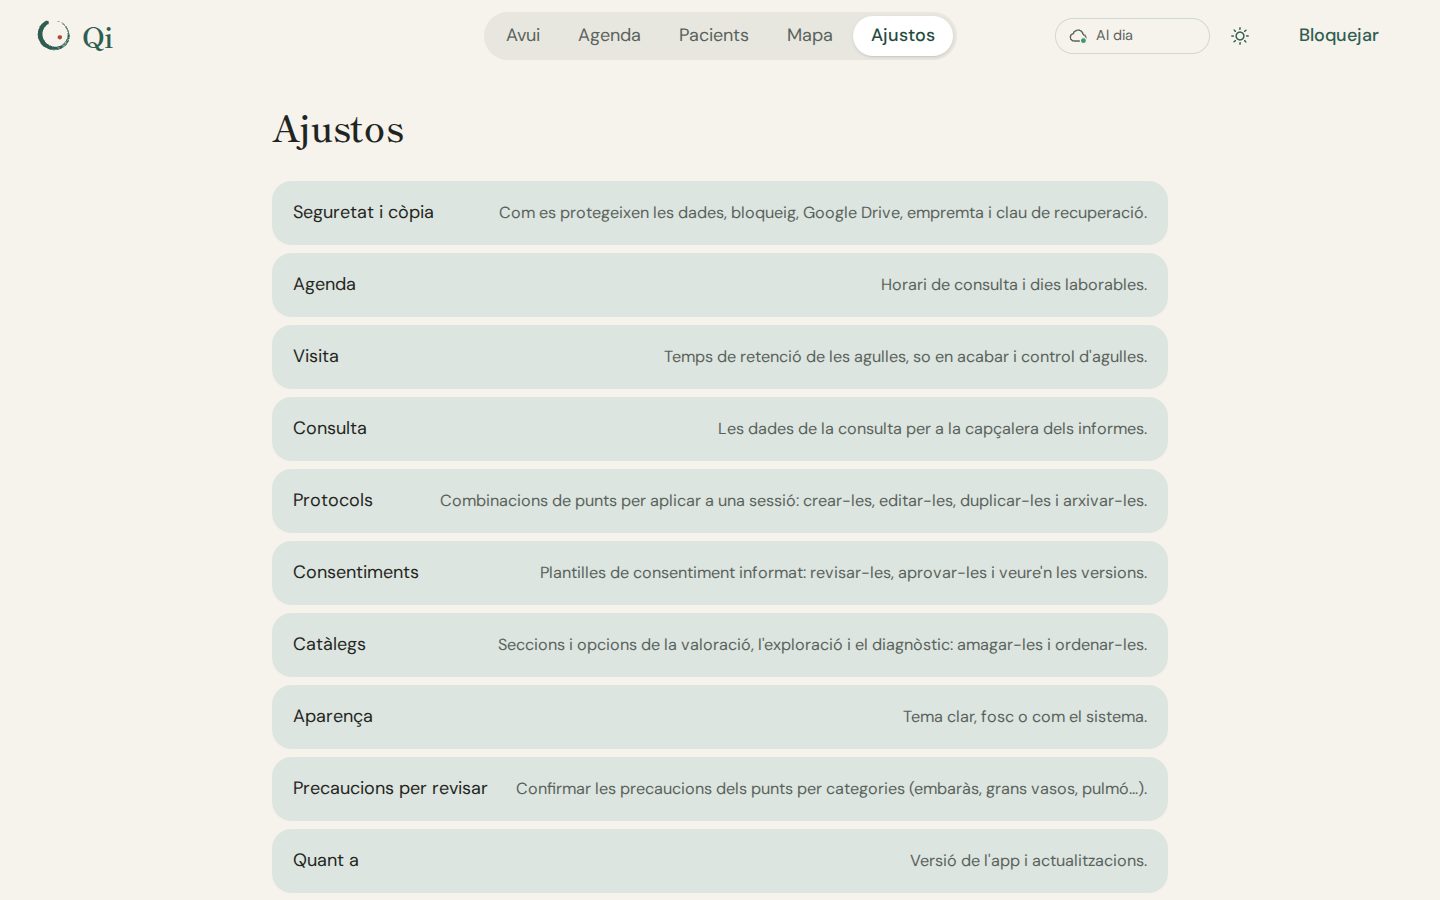 Qi
Avui
Agenda
Pacients
Mapa
Ajustos
Al dia
Bloquejar
Ajustos
Seguretat i còpia
Com es protegeixen les dades, bloqueig, Google Drive, empremta i clau de recuperació.
Agenda
Horari de consulta i dies laborables.
Visita
Temps de retenció de les agulles, so en acabar i control d'agulles.
Consulta
Les dades de la consulta per a la capçalera dels informes.
Protocols
Combinacions de punts per aplicar a una sessió: crear-les, editar-les, duplicar-les i arxivar-les.
Consentiments
Plantilles de consentiment informat: revisar-les, aprovar-les i veure'n les versions.
Catàlegs
Seccions i opcions de la valoració, l'exploració i el diagnòstic: amagar-les i ordenar-les.
Aparença
Tema clar, fosc o com el sistema.
Precaucions per revisar
Confirmar les precaucions dels punts per categories (embaràs, grans vasos, pulmó…).
Quant a
Versió de l'app i actualitzacions.